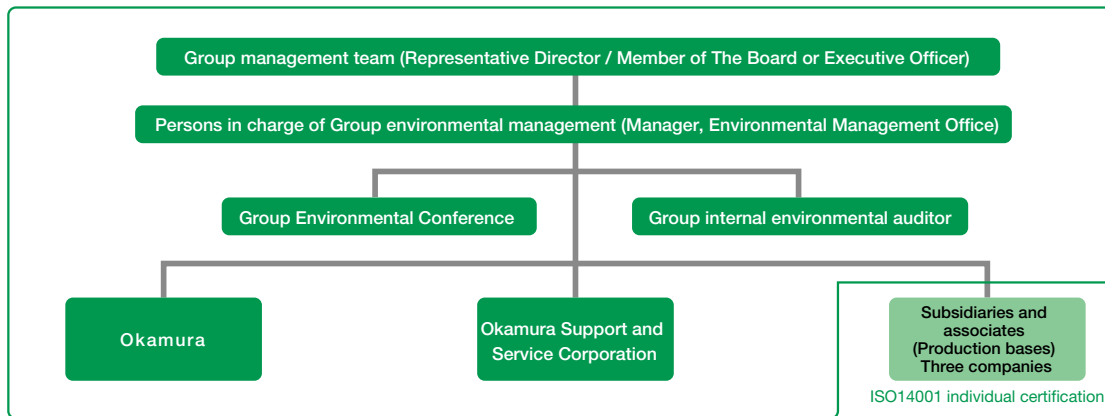 Group management team (Representative Director / Member of The Board or Executive Officer)
Persons in charge of Group environmental management (Manager, Environmental Management Office)
Group Environmental Conference
Group internal environmental auditor
Okamura
Okamura Support and
Service Corporation
Subsidiaries and
associates
(Production bases)
Three companies
ISO14001 individual certification